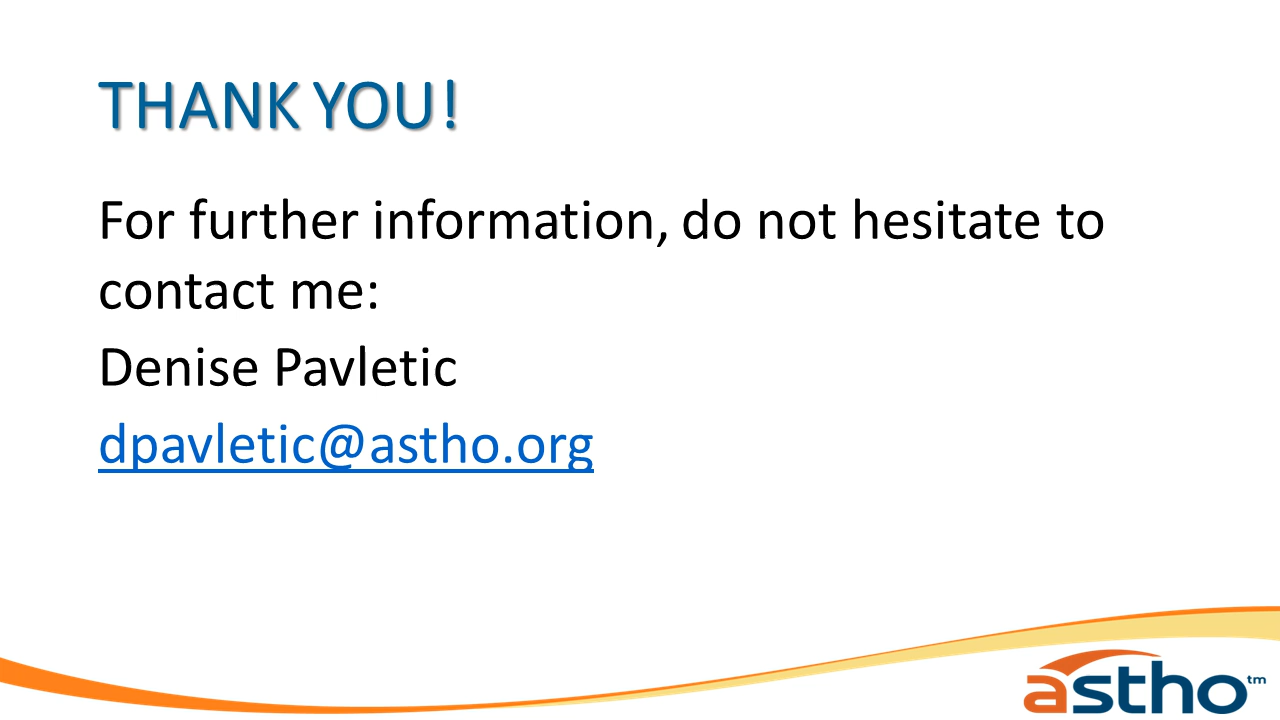 THANK YOU!
For further information, do not hesitate to
contact me:
Denise Pavletic
dpavletic@astho.org
astho™